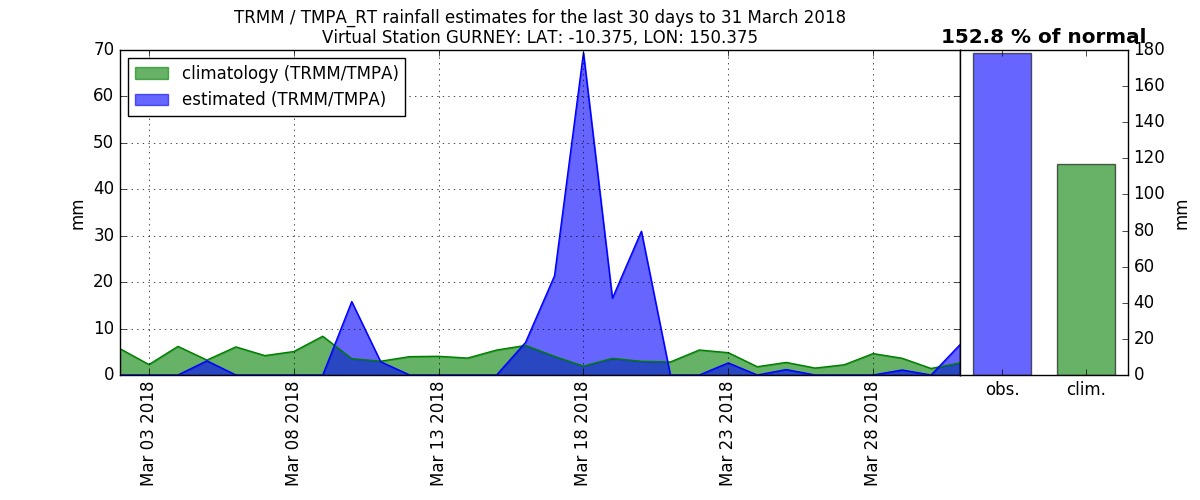 TRMM / TMPA_RT rainfall estimates for the last 30 days to 31 March 2018
Virtual Station GURNEY: LAT: -10.375, LON: 150.375
152.8 % of normal
climatology (TRMM/TMPA)
estimated (TRMM/TMPA)
mm
70
60
50
40
30
20
10
0
Mar 03 2018
Mar 08 2018
Mar 13 2018
Mar 18 2018
Mar 23 2018
Mar 28 2018
180
160
140
120
100
80
60
40
20
0
mm
obs.
clim.